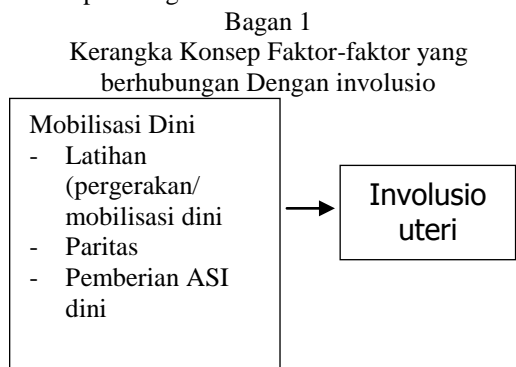 Bagan 1
Kerangka Konsep Faktor-faktor yang
berhubungan Dengan involusio
Mobilisasi Dini
- Latihan
(pergerakan/
mobilisasi dini
- Paritas
- Pemberian ASI
dini
Involusio
uteri